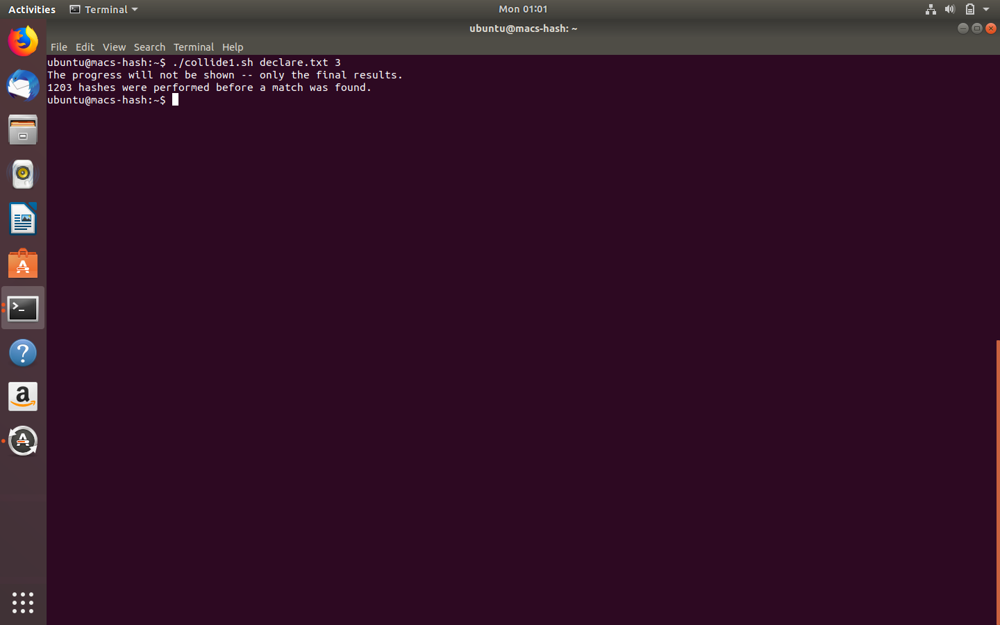 Activities Terminal Mon 01:01
ubuntu@macs-hash: ~
File Edit View Search Terminal Help
ubuntu@macs-hash:~$ ./collide1.sh declare.txt 3
The progress will not be shown -- only the final results.
1203 hashes were performed before a match was found.
ubuntu@macs-hash:~$